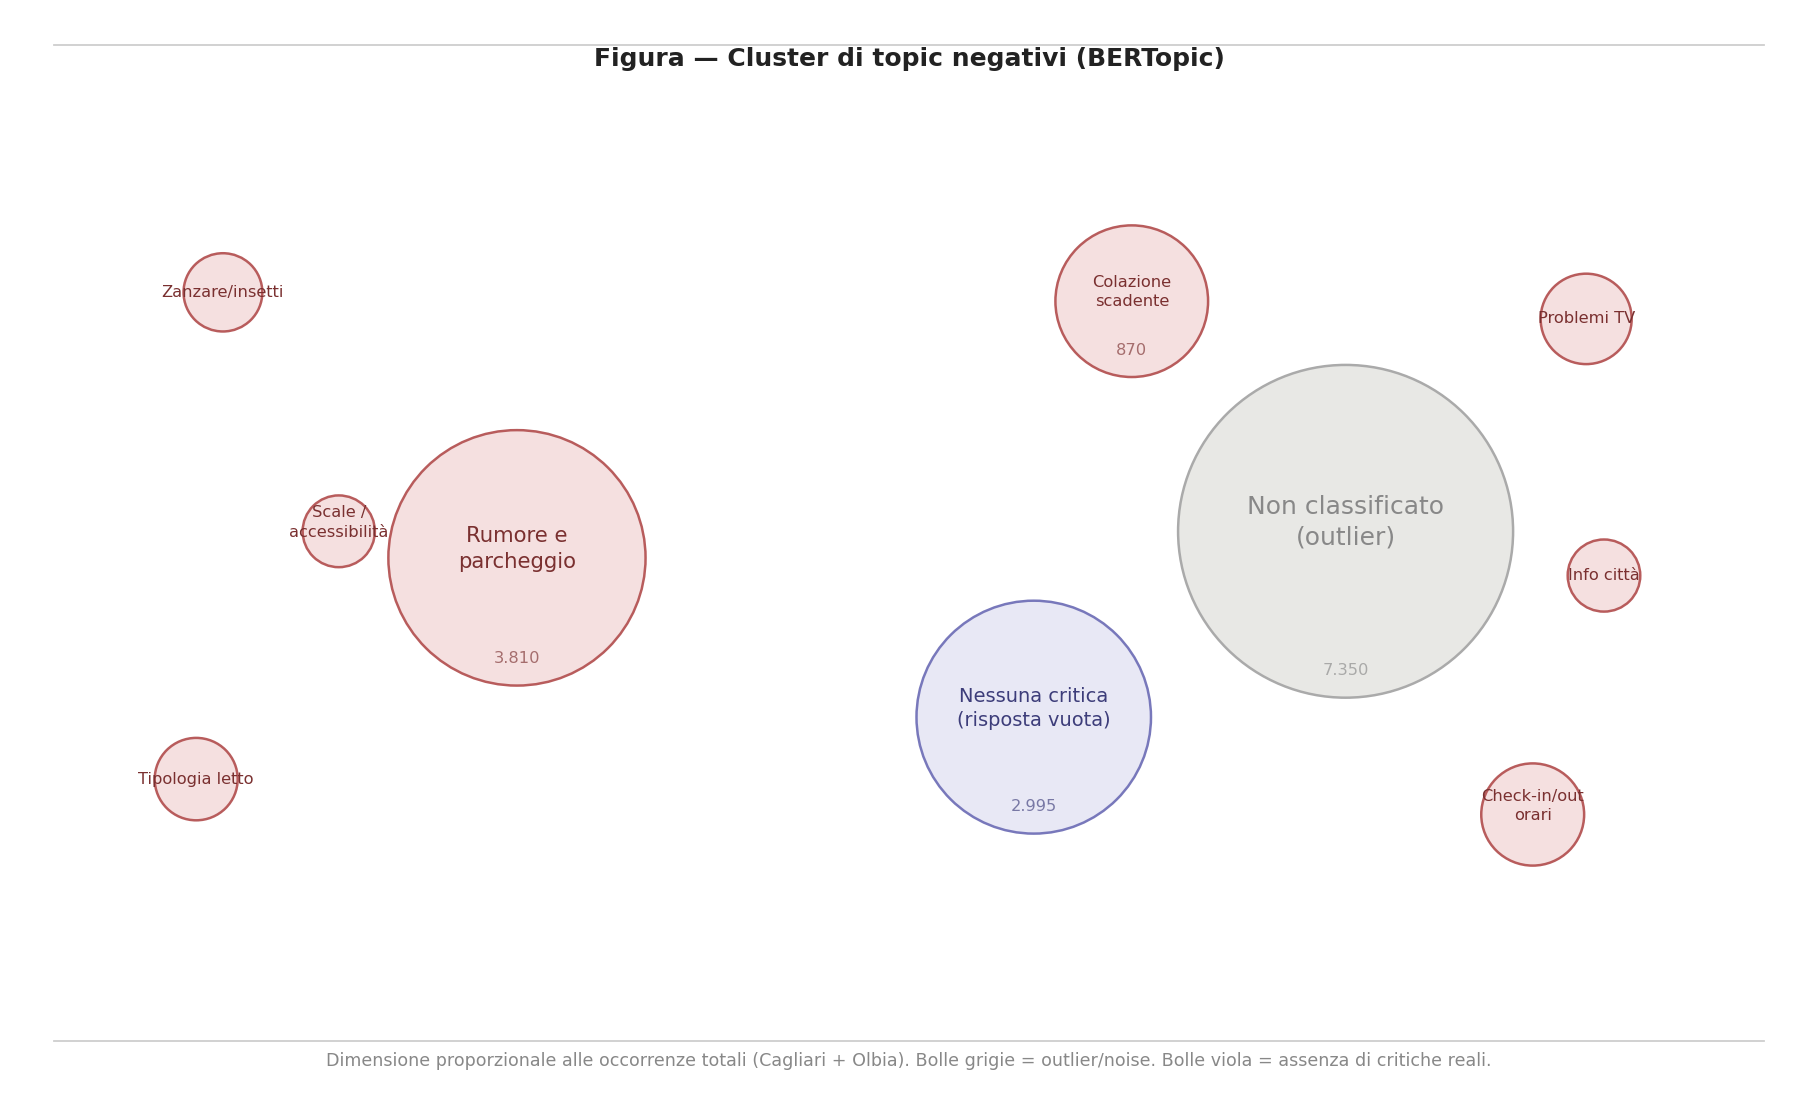 Figura — Cluster di topic negativi (BERTopic)
Zanzare/insetti
Colazione
scadente
870
Problemi TV
Scale /
accessibilità
Rumore e
parcheggio
3.810
Non classificato
(outlier)
7.350
Info città
Nessuna critica
(risposta vuota)
2.995
Tipologia letto
Check-in/out
orari
Dimensione proporzionale alle occorrenze totali (Cagliari + Olbia). Bolle grigie = outlier/noise. Bolle viola = assenza di critiche reali.